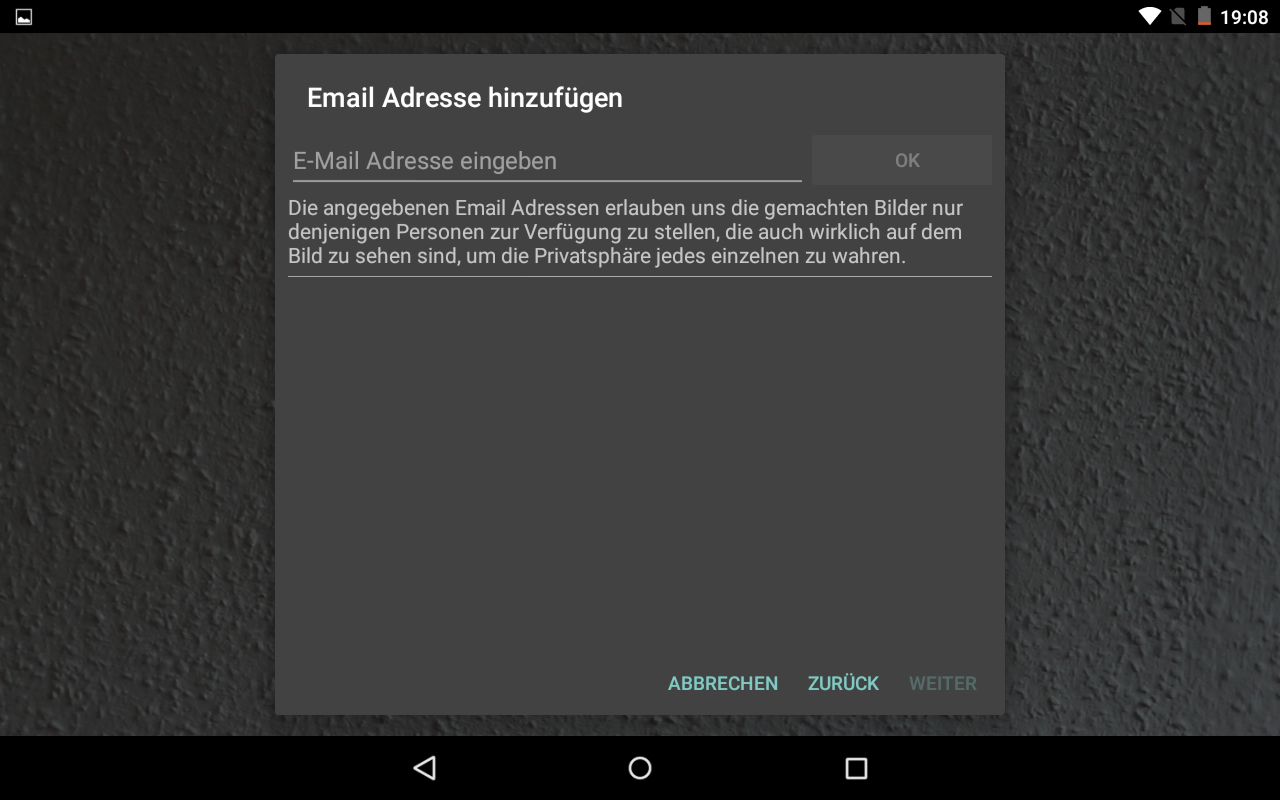 19:08
Email Adresse hinzufügen
E-Mail Adresse eingeben
OK
Die angegebenen Email Adressen erlauben uns die gemachten Bilder nur
denjenigen Personen zur Verfügung zu stellen, die auch wirklich auf dem
Bild zu sehen sind, um die Privatsphäre jedes einzelnen zu wahren.
ABBRECHEN ZURÜCK WEITER